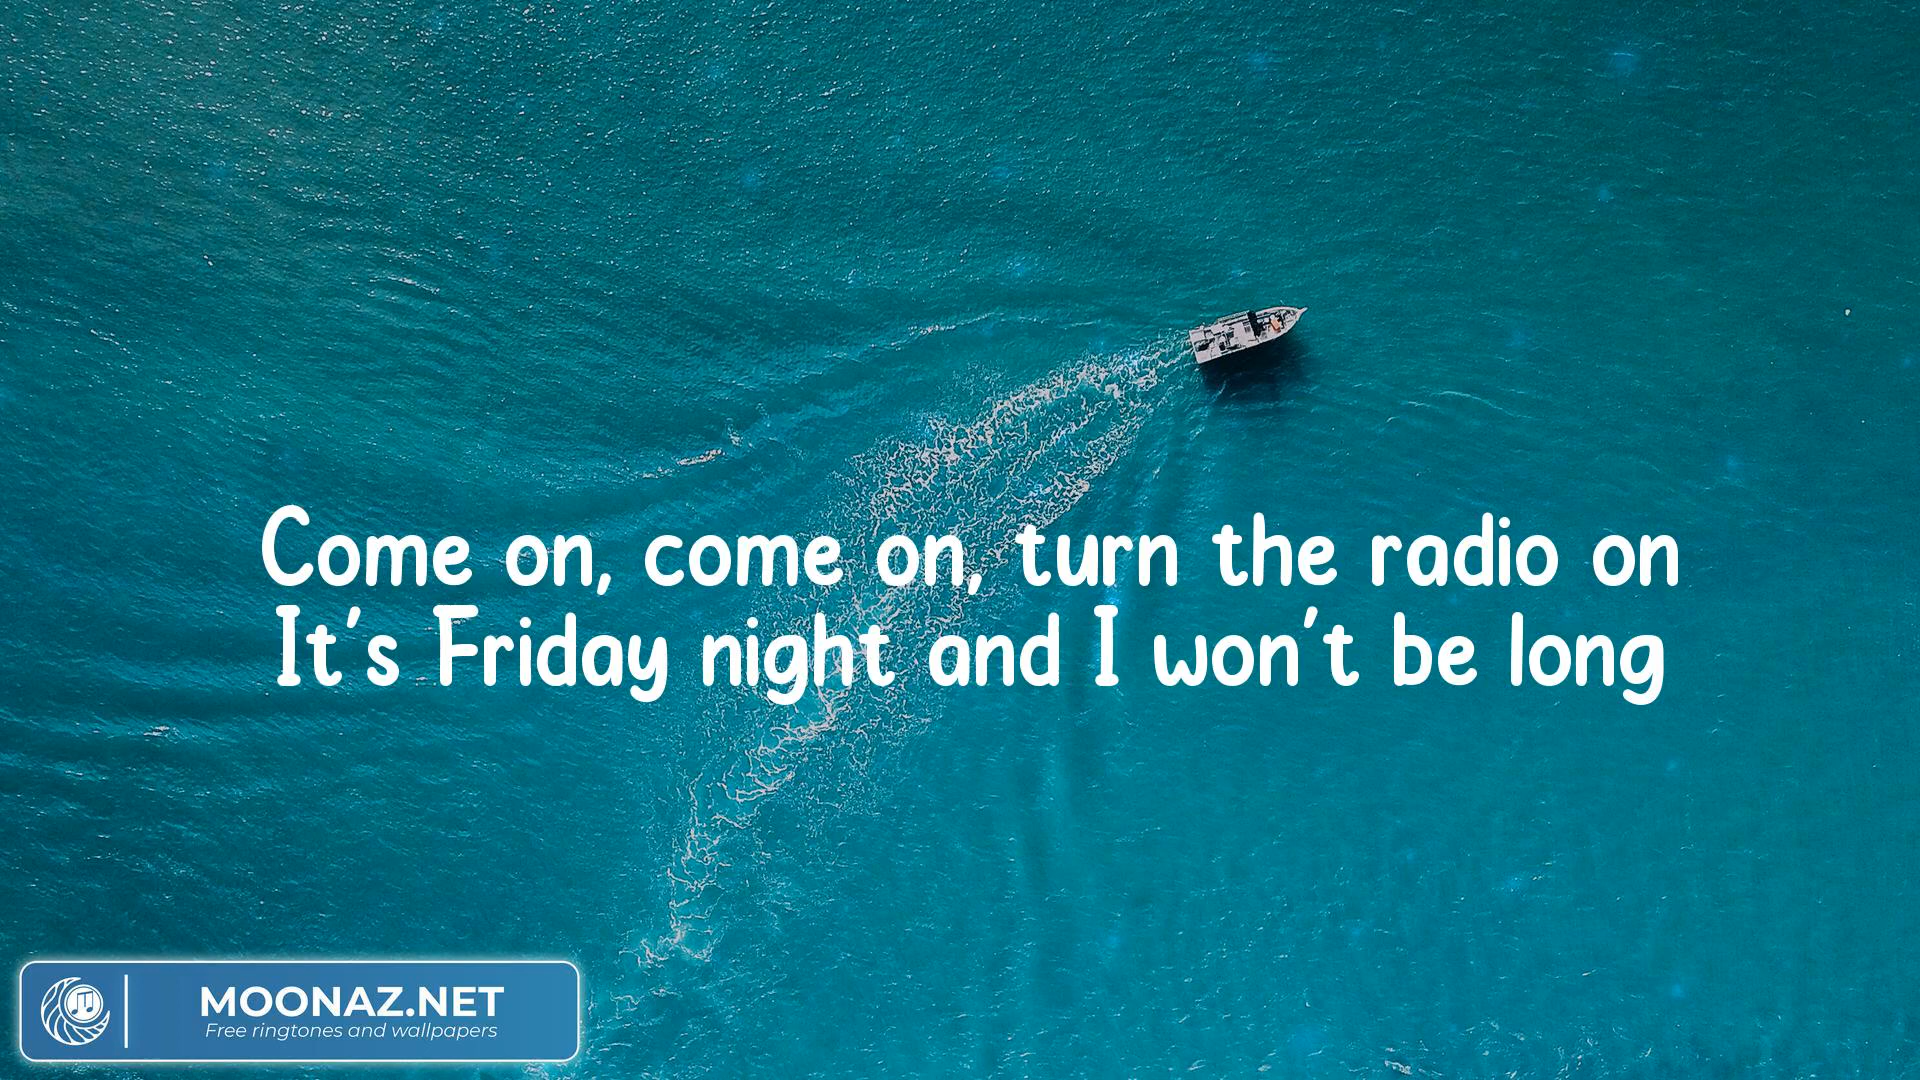 Come on, come on, turn the radio on
It's Friday night and I won't be long
MOONAZ.NET
Free ringtones and wallpapers